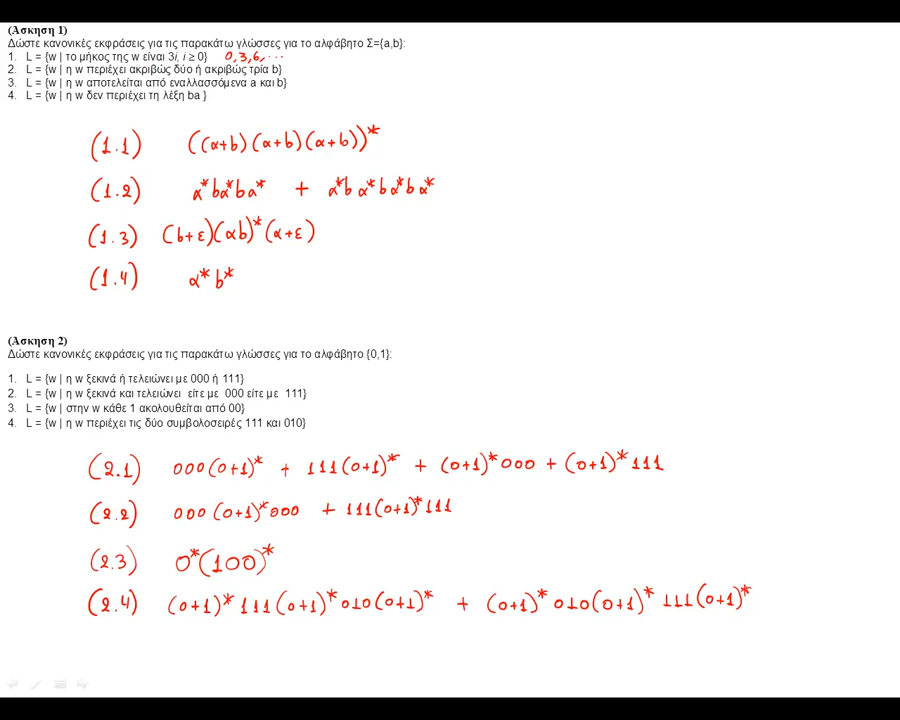 (Άσκηση 1)
Δώστε κανονικές εκφράσεις για τις παρακάτω γλώσσες για το αλφάβητο Σ={a,b}:
1. L = {w | το μήκος της w είναι 3i, i ≥ 0} 0,3,6,...
2. L = {w | η w περιέχει ακριβώς δύο ή ακριβώς τρία b}
3. L = {w | η w αποτελείται από εναλλασσόμενα a και b}
4. L = {w | η w δεν περιέχει τη λέξη ba }
(1.1) ((α+b)(α+b)(α+b))*
(1.2) α*bα*bα* + α*bα*bα*bα*
(1.3) (b+ε)(αb)*(α+ε)
(1.4) α*b*
(Άσκηση 2)
Δώστε κανονικές εκφράσεις για τις παρακάτω γλώσσες για το αλφάβητο {0,1}:
1. L = {w | η w ξεκινά ή τελειώνει με 000 ή 111}
2. L = {w | η w ξεκινά και τελειώνει είτε με 000 είτε με 111}
3. L = {w | στην w κάθε 1 ακολουθείται από 00}
4. L = {w | η w περιέχει τις δύο συμβολοσειρές 111 και 010}
(2.1) 000(0+1)* + 111(0+1)* + (0+1)*000 + (0+1)*111
(2.2) 000(0+1)*000 + 111(0+1)*111
(2.3) 0*(100)*
(2.4) (0+1)*111(0+1)*010(0+1)* + (0+1)*010(0+1)*111(0+1)*